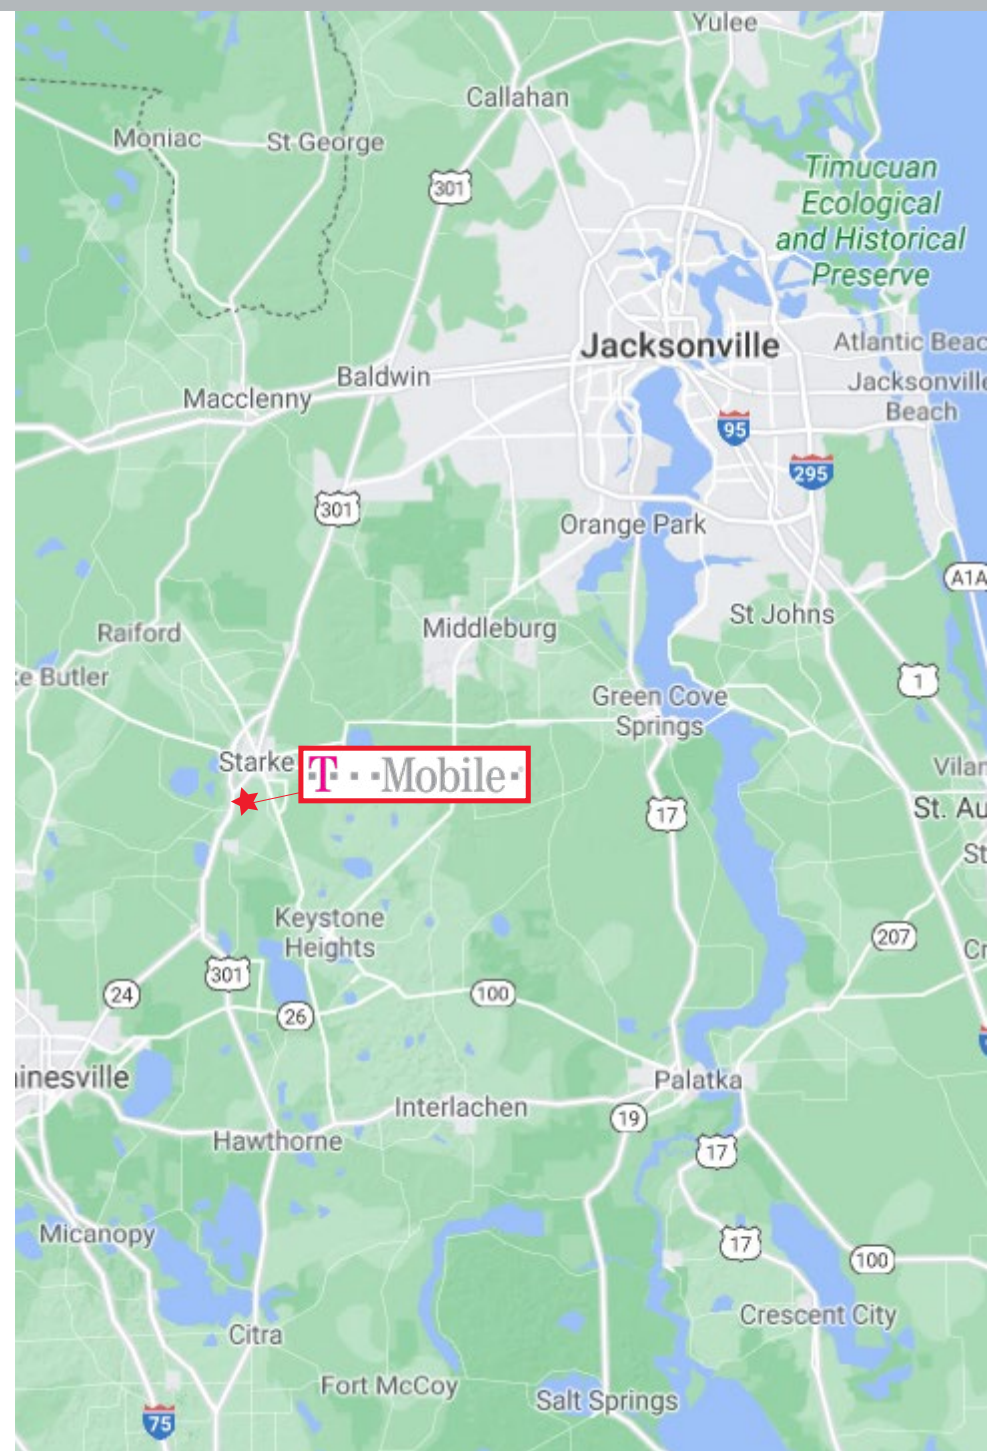 Yulee
Callahan
Moniac
St George
301
Timucuan
Ecological
and Historical
Preserve
Jacksonville
Atlantic Beac
Baldwin
Jacksonville
Beach
Macclenny
95
295
301
Orange Park
A1A
St Johns
Middleburg
Raiford
ke Butler
1
Green Cove
Springs
Starke
T Mobile
Vilan
17
St. Au
St
Keystone
Heights
207
Cr
301
24
100
26
inesville
Palatka
Interlachen
19
Hawthorne
17
Micanopy
17
100
Crescent City
Citra
Fort McCoy
Salt Springs
75